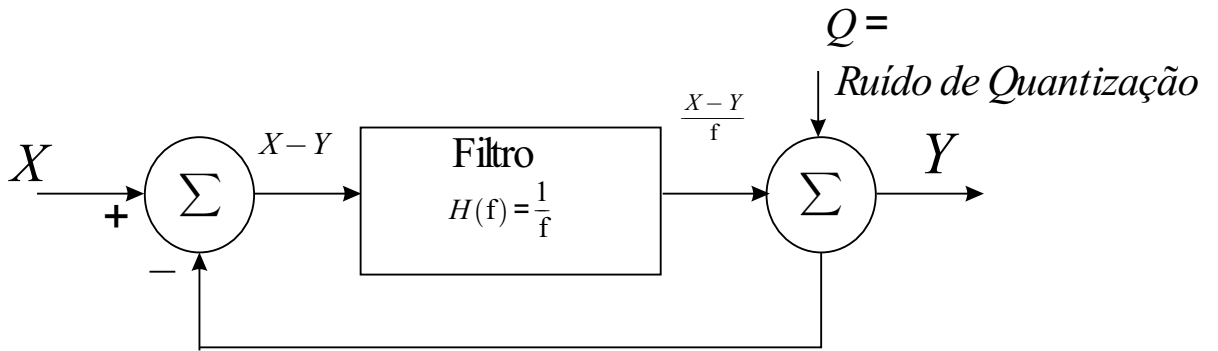 Q =
Ruído de Quantização
X
+
−
Σ
X − Y
Filtro
H(f) = 1/f
X − Y / f
Σ
Y